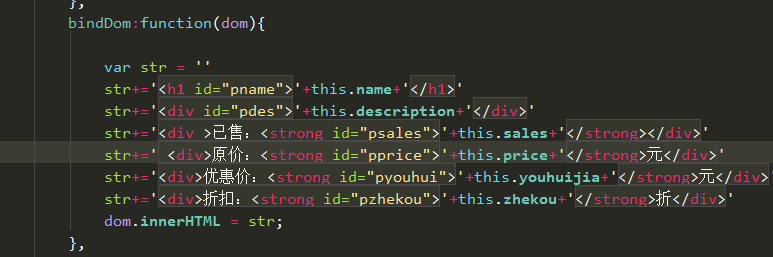 },
bindDom:function(dom){
var str = ''
str+='<h1 id="pname">'+this.name+'</h1>'
str+='<div id="pdes">'+this.description+'</div>'
str+='<div >已售：<strong id="psales">'+this.sales+'</strong></div>'
str+=' <div>原价：<strong id="pprice">'+this.price+'</strong>元</div>'
str+='<div>优惠价：<strong id="pyouhui">'+this.youhuijia+'</strong>元</div>'
str+='<div>折扣：<strong id="pzhekou">'+this.zhekou+'</strong>折</div>'
dom.innerHTML = str;
},